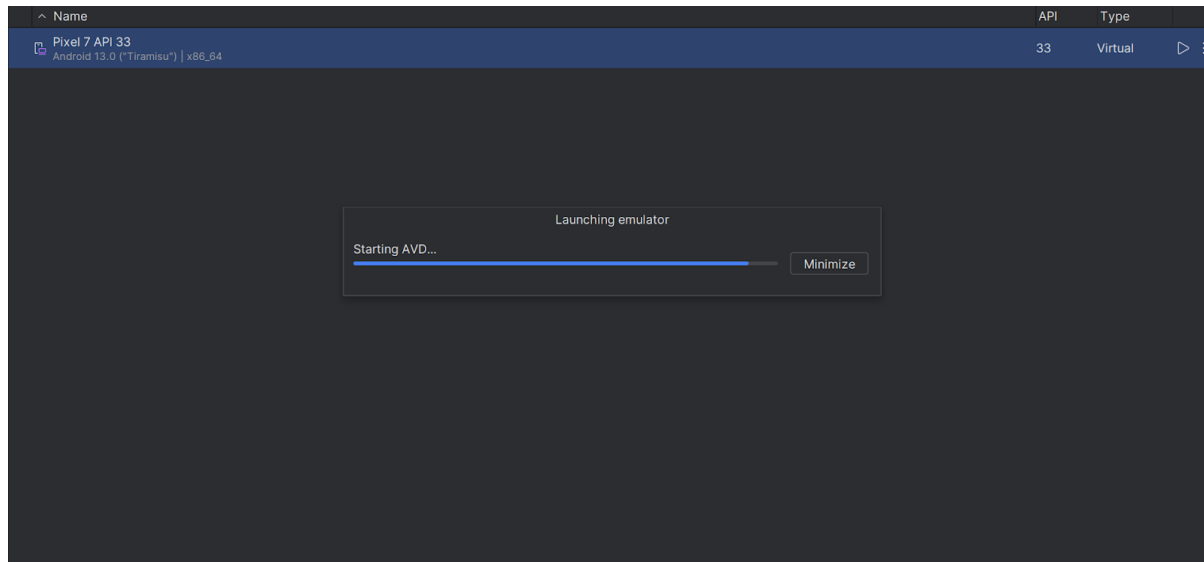 Name API Type
Pixel 7 API 33
Android 13.0 ("Tiramisu") | x86_64
33 Virtual
Launching emulator
Starting AVD...
Minimize